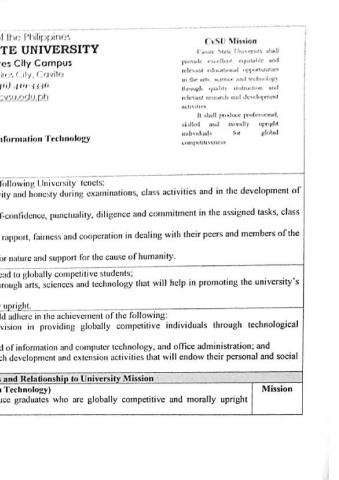 of the Philippines
TE UNIVERSITY
res City Campus
ires City, Cavite
46) 419-4346
cvsu.edu.ph
nformation Technology
CvSU Mission
Cavite State University shall
provide excellent, equitable and
relevant educational opportunities
in the arts, science and technology
through quality instruction and
relevant research and development
activities.
It shall produce professional,
skilled and morally upright
individuals for global
competitiveness
following University tenets:
ity and honesty during examinations, class activities and in the development of
f-confidence, punctuality, diligence and commitment in the assigned tasks, class
rapport, fairness and cooperation in dealing with their peers and members of the
or nature and support for the cause of humanity.
ead to globally competitive students;
rough arts, sciences and technology that will help in promoting the university's
upright.
ld adhere in the achievement of the following:
vision in providing globally competitive individuals through technological
d of information and computer technology, and office administration; and
ch development and extension activities that will endow their personal and social
s and Relationship to University Mission
n Technology) Mission
uce graduates who are globally competitive and morally upright